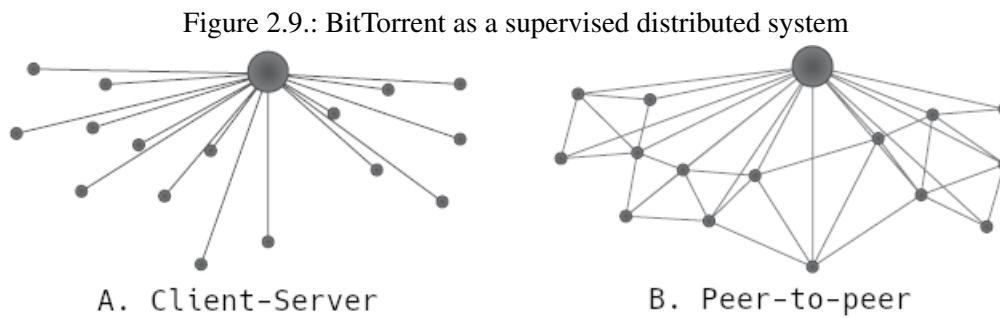 Figure 2.9.: BitTorrent as a supervised distributed system
A. Client-Server
B. Peer-to-peer